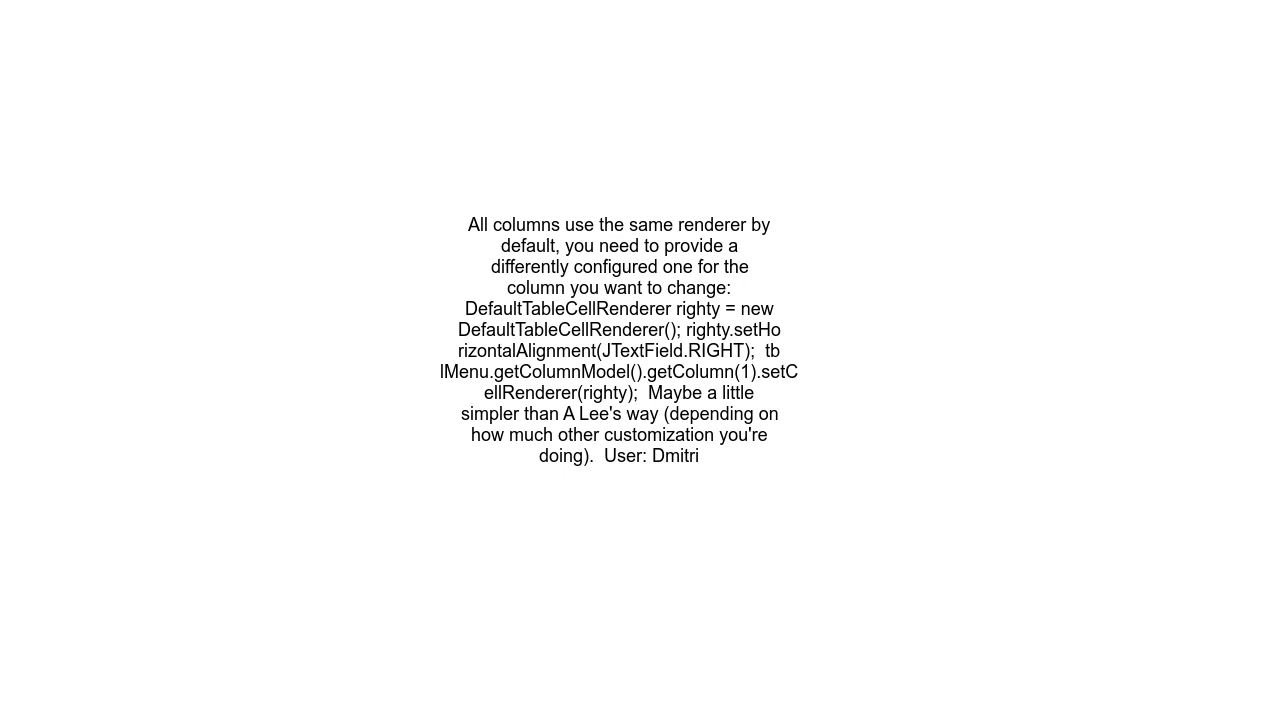 All columns use the same renderer by
default, you need to provide a
differently configured one for the
column you want to change:
DefaultTableCellRenderer righty = new
DefaultTableCellRenderer(); righty.setHo
rizontalAlignment(JTextField.RIGHT);  tb
lMenu.getColumnModel().getColumn(1).setC
ellRenderer(righty);  Maybe a little
simpler than A Lee's way (depending on
how much other customization you're
doing).  User: Dmitri